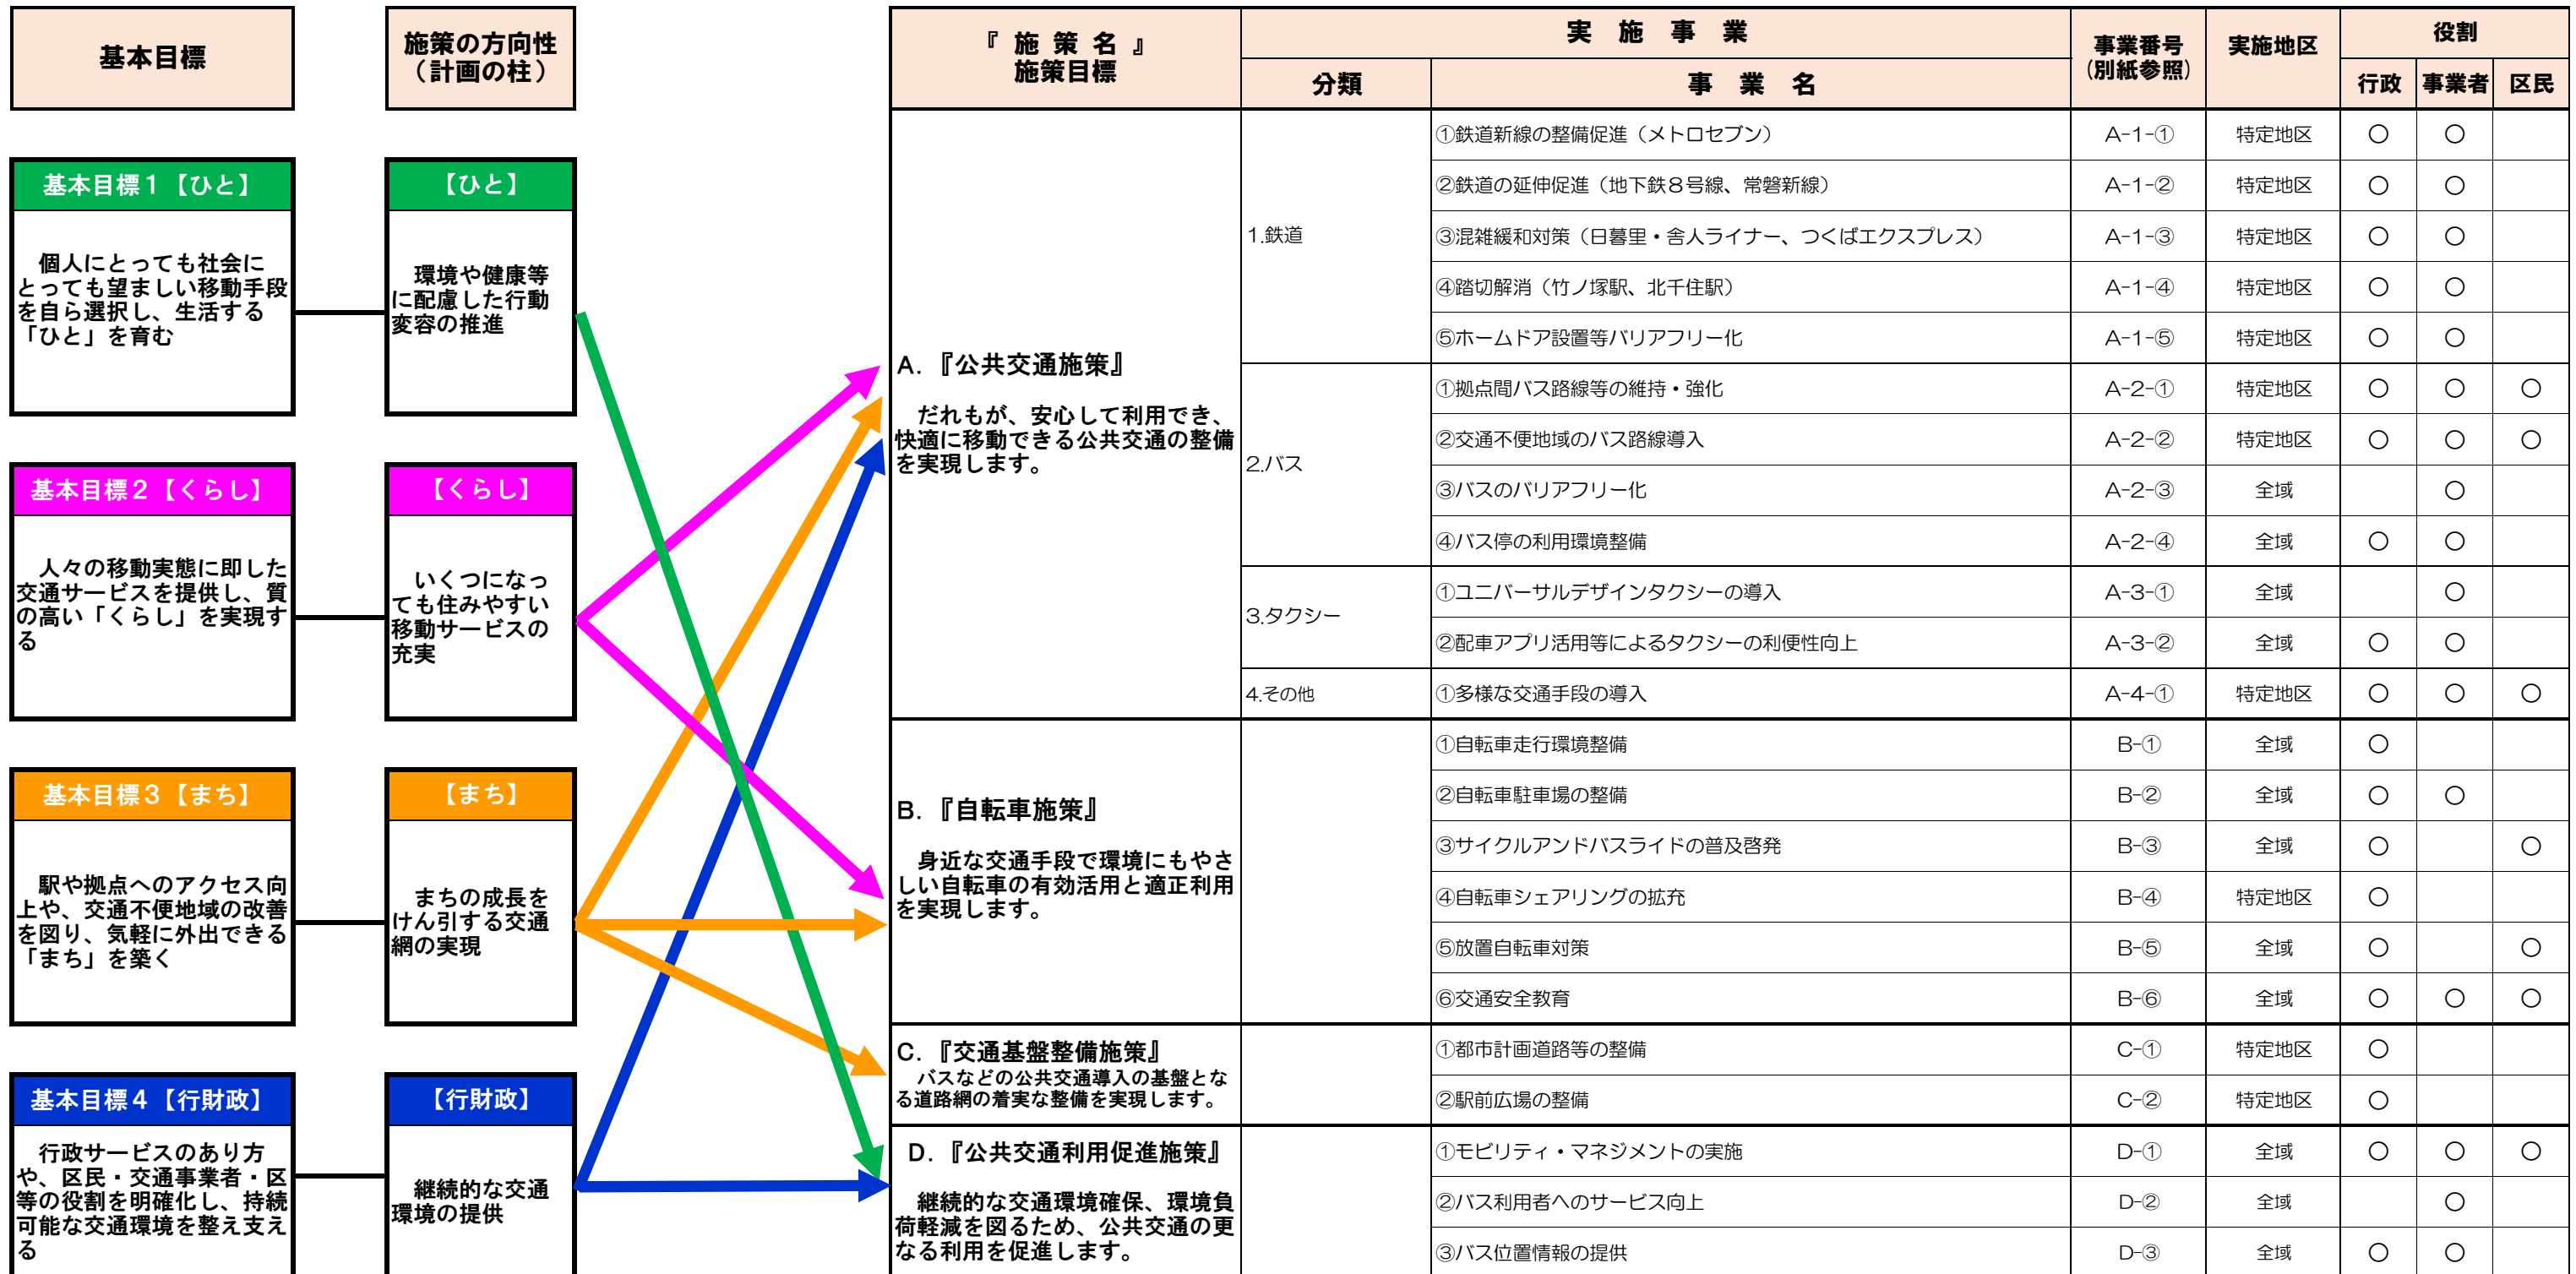 基本目標
施策の方向性
（計画の柱）
『 施 策 名 』
施策目標
実 施 事 業
分類
事 業 名
事業番号
(別紙参照)
実施地区
役割
行政
事業者
区民
基本目標１【ひと】
個人にとっても社会に
とっても望ましい移動手段
を自ら選択し、生活する
「ひと」を育む
【ひと】
環境や健康等
に配慮した行動
変容の推進
基本目標２【くらし】
人々の移動実態に即した
交通サービスを提供し、質
の高い「くらし」を実現す
る
【くらし】
いくつになっ
ても住みやすい
移動サービスの
充実
基本目標３【まち】
駅や拠点へのアクセス向
上や、交通不便地域の改善
を図り、気軽に外出できる
「まち」を築く
【まち】
まちの成長を
けん引する交通
網の実現
基本目標４【行財政】
行政サービスのあり方
や、区民・交通事業者・区
等の役割を明確化し、持続
可能な交通環境を整え支え
る
【行財政】
継続的な交通
環境の提供
A. 『公共交通施策』
だれもが、安心して利用でき、
快適に移動できる公共交通の整備
を実現します。
1.鉄道
①鉄道新線の整備促進（メトロセブン） A-1-① 特定地区 ○ ○
②鉄道の延伸促進（地下鉄８号線、常磐新線） A-1-② 特定地区 ○ ○
③混雑緩和対策（日暮里・舎人ライナー、つくばエクスプレス） A-1-③ 特定地区 ○ ○
④踏切解消（竹ノ塚駅、北千住駅） A-1-④ 特定地区 ○ ○
⑤ホームドア設置等バリアフリー化 A-1-⑤ 特定地区 ○ ○
2.バス
①拠点間バス路線等の維持・強化 A-2-① 特定地区 ○ ○ ○
②交通不便地域のバス路線導入 A-2-② 特定地区 ○ ○ ○
③バスのバリアフリー化 A-2-③ 全域 ○
④バス停の利用環境整備 A-2-④ 全域 ○ ○
3.タクシー
①ユニバーサルデザインタクシーの導入 A-3-① 全域 ○
②配車アプリ活用等によるタクシーの利便性向上 A-3-② 全域 ○ ○
4.その他
①多様な交通手段の導入 A-4-① 特定地区 ○ ○ ○
B. 『自転車施策』
身近な交通手段で環境にもやさ
しい自転車の有効活用と適正利用
を実現します。
①自転車走行環境整備 B-① 全域 ○
②自転車駐車場の整備 B-② 全域 ○ ○
③サイクルアンドバスライドの普及啓発 B-③ 全域 ○ ○
④自転車シェアリングの拡充 B-④ 特定地区 ○
⑤放置自転車対策 B-⑤ 全域 ○ ○
⑥交通安全教育 B-⑥ 全域 ○ ○ ○
C. 『交通基盤整備施策』
バスなどの公共交通導入の基盤とな
る道路網の着実な整備を実現します。
①都市計画道路等の整備 C-① 特定地区 ○
②駅前広場の整備 C-② 特定地区 ○
D. 『公共交通利用促進施策』
継続的な交通環境確保、環境負
荷軽減を図るため、公共交通の更
なる利用を促進します。
①モビリティ・マネジメントの実施 D-① 全域 ○ ○ ○
②バス利用者へのサービス向上 D-② 全域 ○
③バス位置情報の提供 D-③ 全域 ○ ○